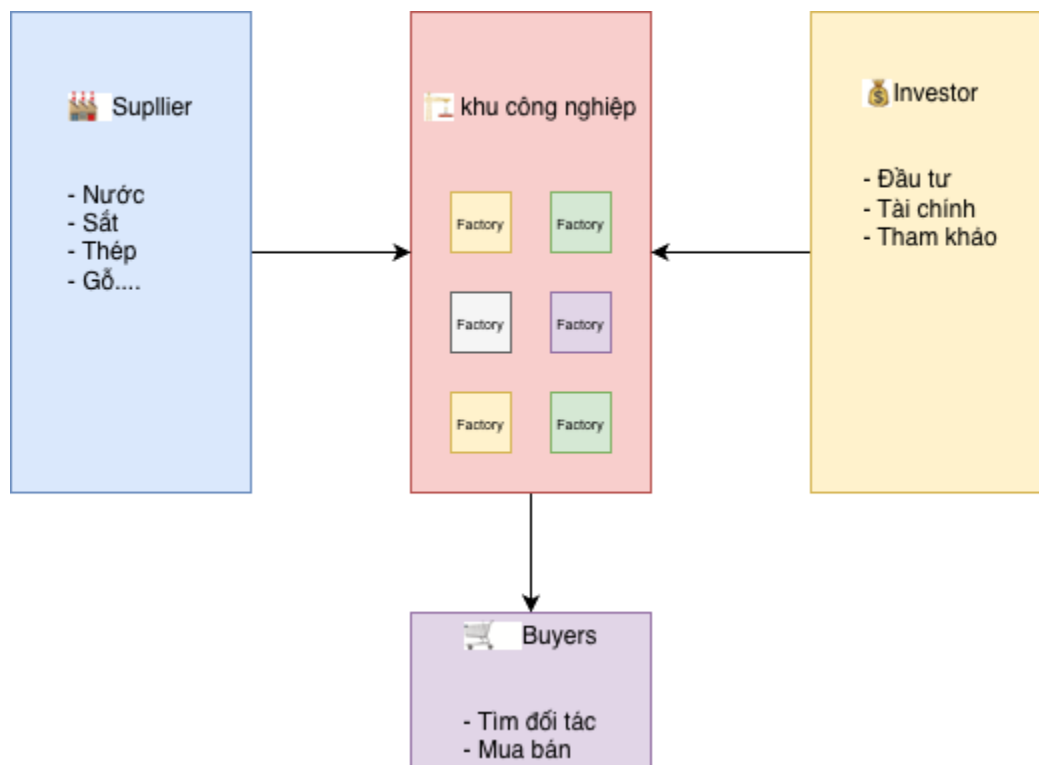 Supllier
- Nước
- Sắt
- Thép
- Gỗ....
khu công nghiệp
Factory
Factory
Factory
Factory
Factory
Factory
Investor
- Đầu tư
- Tài chính
- Tham khảo
Buyers
- Tìm đối tác
- Mua bán